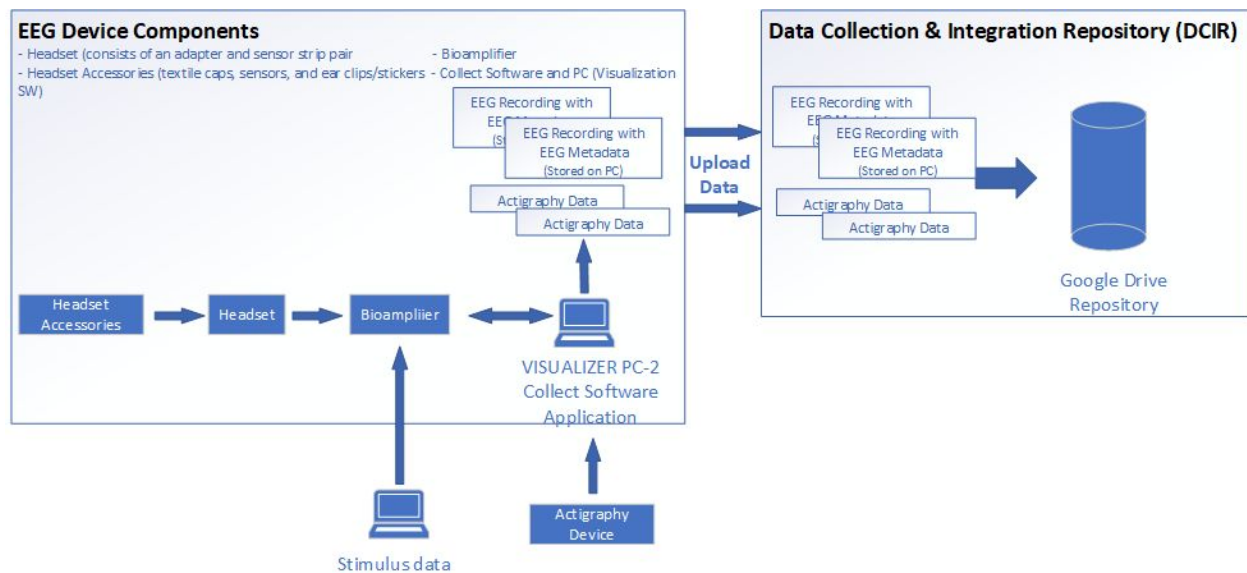 EEG Device Components
- Headset (consists of an adapter and sensor strip pair
- Bioamplifier
- Headset Accessories (textile caps, sensors, and ear clips/stickers
- Collect Software and PC (Visualization
SW)
EEG Recording with
EEG
(St
EEG Recording with
EEG Metadata
(Stored on PC)
Actigraphy Data
Actigraphy Data
Headset
Accessories
Headset
Bioampliier
VISUALIZER PC-2
Collect Software
Application
Stimulus data
Actigraphy
Device
Upload
Data
Data Collection & Integration Repository (DCIR)
EEG Recording with
EEG Recording with
EEG Metadata
(Stored on PC)
Actigraphy Data
Actigraphy Data
Google Drive
Repository